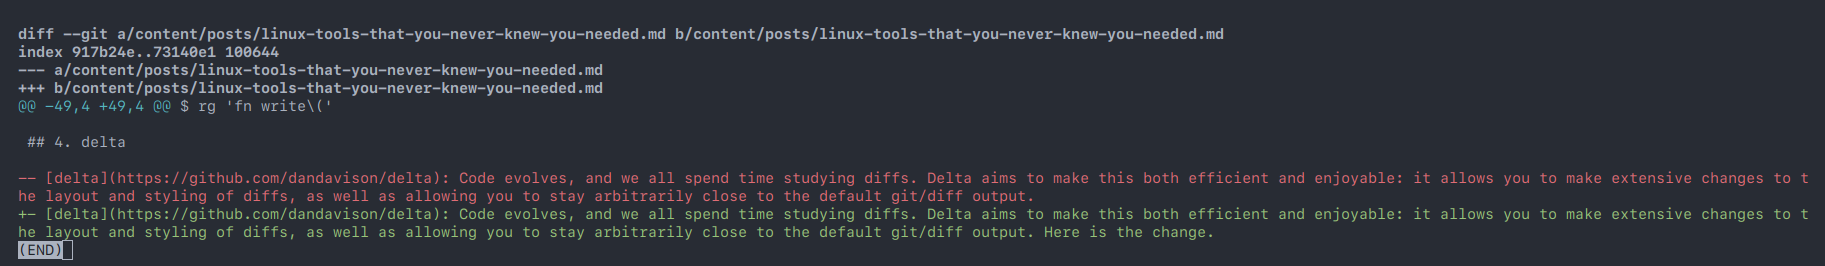 diff --git a/content/posts/linux-tools-that-you-never-knew-you-needed.md b/content/posts/linux-tools-that-you-never-knew-you-needed.md
index 917b24e..73140e1 100644
--- a/content/posts/linux-tools-that-you-never-knew-you-needed.md
+++ b/content/posts/linux-tools-that-you-never-knew-you-needed.md
@@ -49,4 +49,4 @@ $ rg 'fn write\('
 ## 4. delta
-- [delta](https://github.com/dandavison/delta): Code evolves, and we all spend time studying diffs. Delta aims to make this both efficient and enjoyable: it allows you to make extensive changes to t
he layout and styling of diffs, as well as allowing you to stay arbitrarily close to the default git/diff output.
+- [delta](https://github.com/dandavison/delta): Code evolves, and we all spend time studying diffs. Delta aims to make this both efficient and enjoyable: it allows you to make extensive changes to t
he layout and styling of diffs, as well as allowing you to stay arbitrarily close to the default git/diff output. Here is the change.
(END)